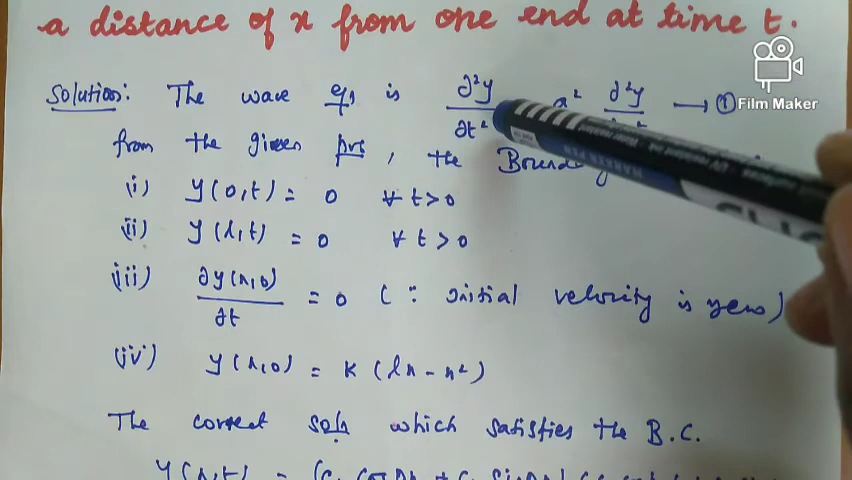 a distance of x from one end at time t.
Solution: The wave eq, is ∂²y/∂t² a² ∂²y → ①
Film Maker
from the given prs, the Bound
(i) y(0,t) = 0 ∀ t>0
(ii) y(l,t) = 0 ∀ t>0
(iii) ∂y(x,0)/∂t = 0 (∵ initial velocity is zero)
(iv) y(x,0) = K(lx - x²)
The correct soln which satisfies the B.C.
y(x,t) =